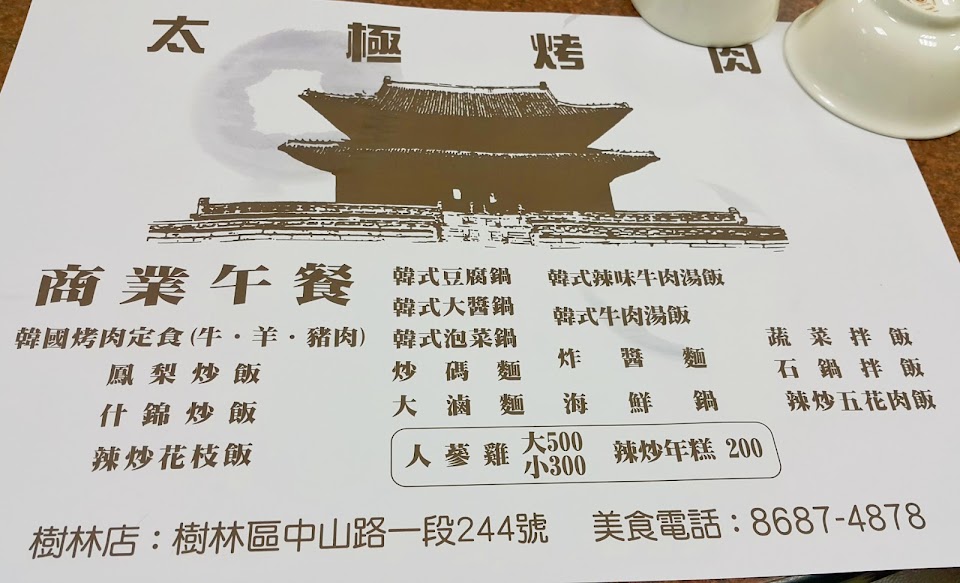 太極烤肉
商業午餐
韓國烤肉定食(牛·羊·豬肉)
鳳梨炒飯
什錦炒飯
辣炒花枝飯
韓式豆腐鍋
韓式大醬鍋
韓式泡菜鍋
炒碼麵
大滷麵
韓式辣味牛肉湯飯
韓式牛肉湯飯
炸醬麵
海鮮鍋
蔬菜拌飯
石鍋拌飯
辣炒五花肉飯
人蔘雞 大500 辣炒年糕 200
小300
樹林店：樹林區中山路一段244號 美食電話：8687-4878